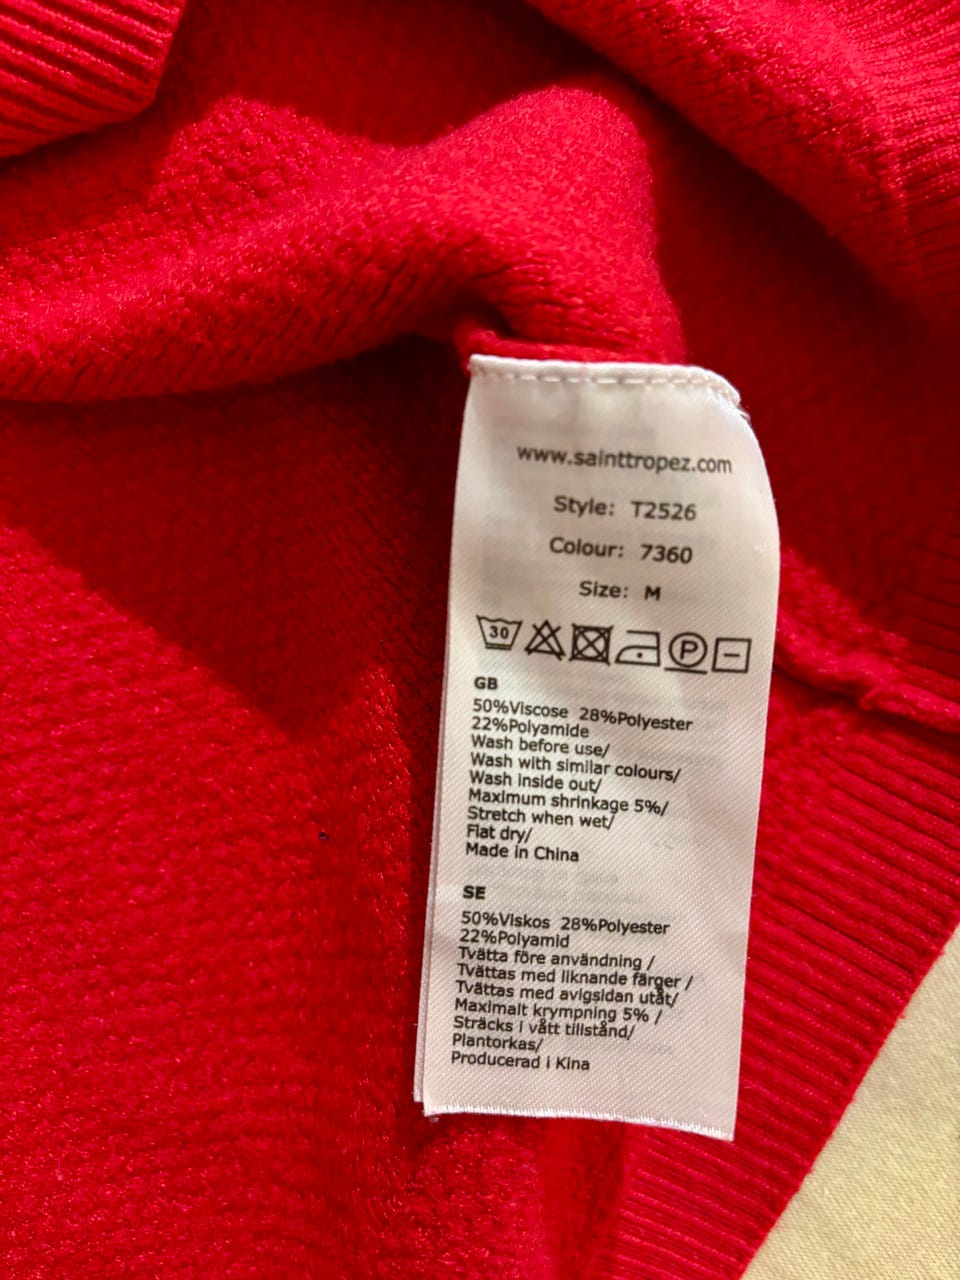 www.sainttropez.com
Style: T2526
Colour: 7360
Size: M
30 P
GB
50%Viscose 28%Polyester
22%Polyamide
Wash before use/
Wash with similar colours/
Wash inside out/
Maximum shrinkage 5%/
Stretch when wet/
Flat dry/
Made in China
SE
50%Viskos 28%Polyester
22%Polyamid
Tvätta före användning /
Tvättas med liknande färger /
Tvättas med avigsidan utåt/
Maximalt krympning 5% /
Sträcks i vått tillstånd/
Plantorkas/
Producerad i Kina